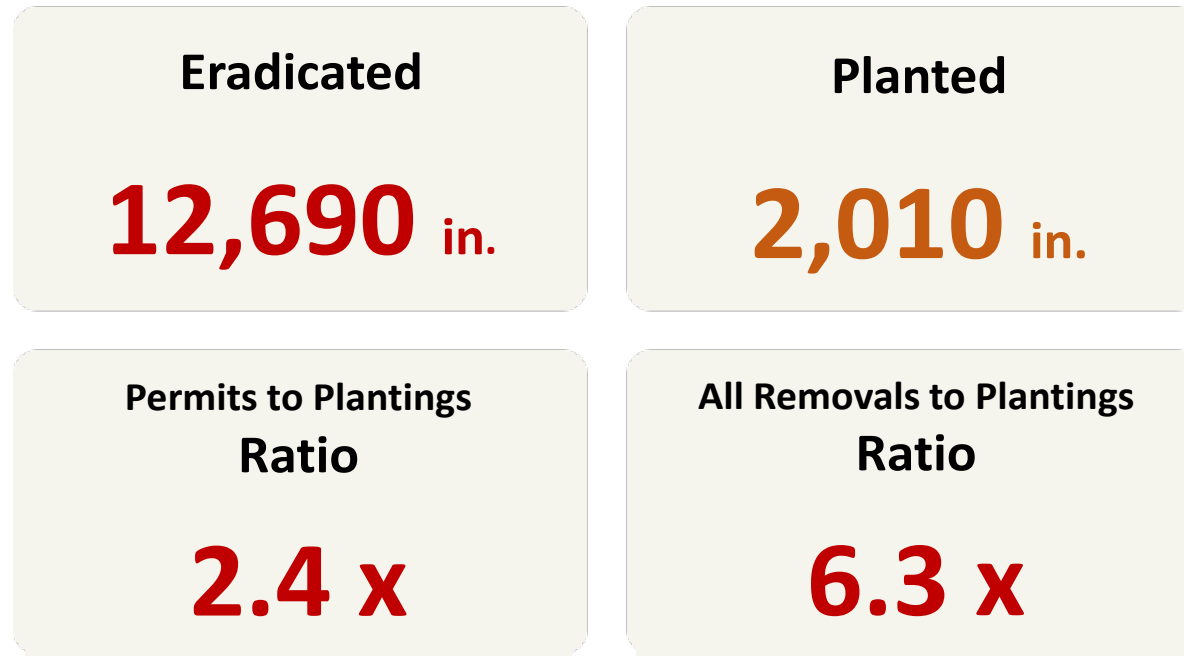 Eradicated
12,690 in.
Planted
2,010 in.
Permits to Plantings
Ratio
2.4 x
All Removals to Plantings
Ratio
6.3 x